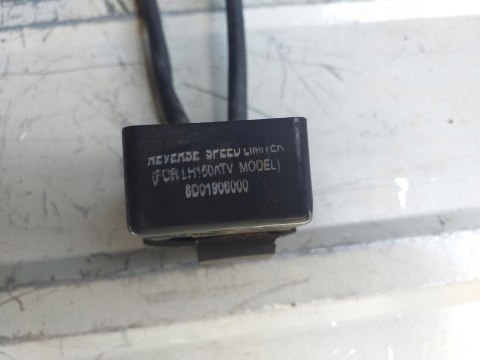 REVERSE SPEED LIMITER
(FOR LH150ATV MODEL)
8D01906000